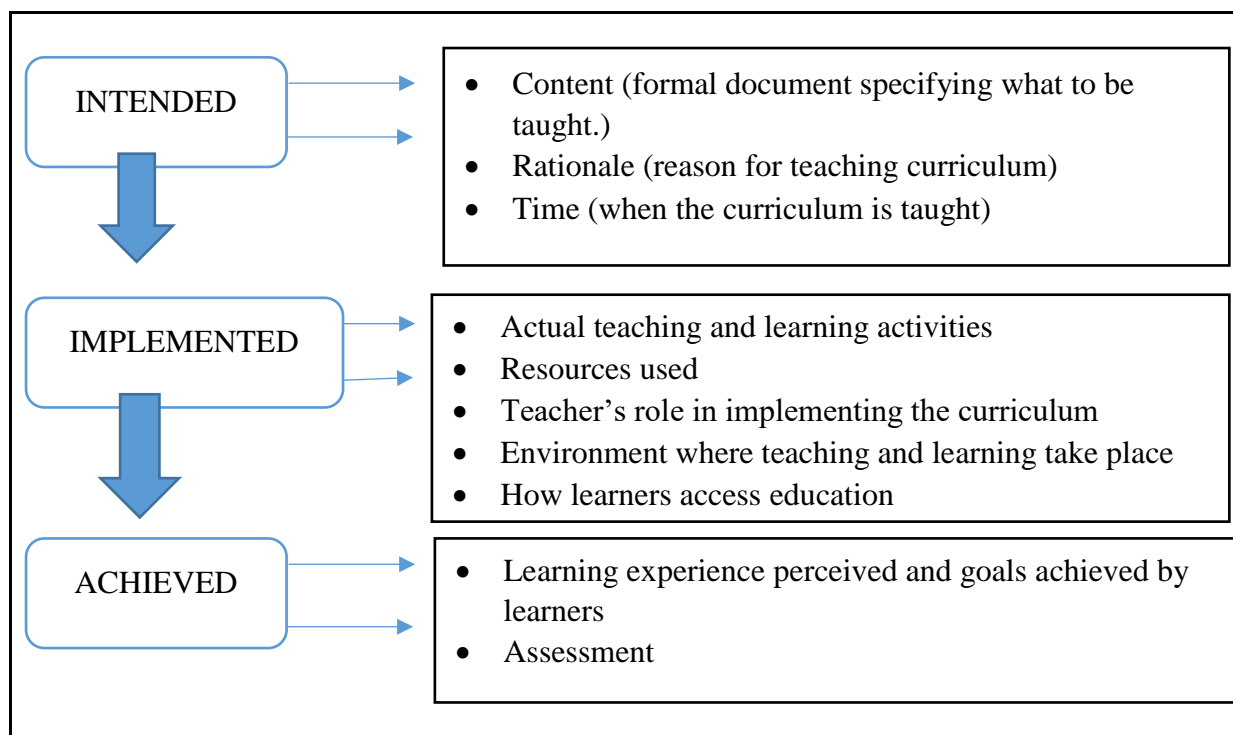 INTENDED
• Content (formal document specifying what to be
taught.)
• Rationale (reason for teaching curriculum)
• Time (when the curriculum is taught)
IMPLEMENTED
• Actual teaching and learning activities
• Resources used
• Teacher’s role in implementing the curriculum
• Environment where teaching and learning take place
• How learners access education
ACHIEVED
• Learning experience perceived and goals achieved by
learners
• Assessment